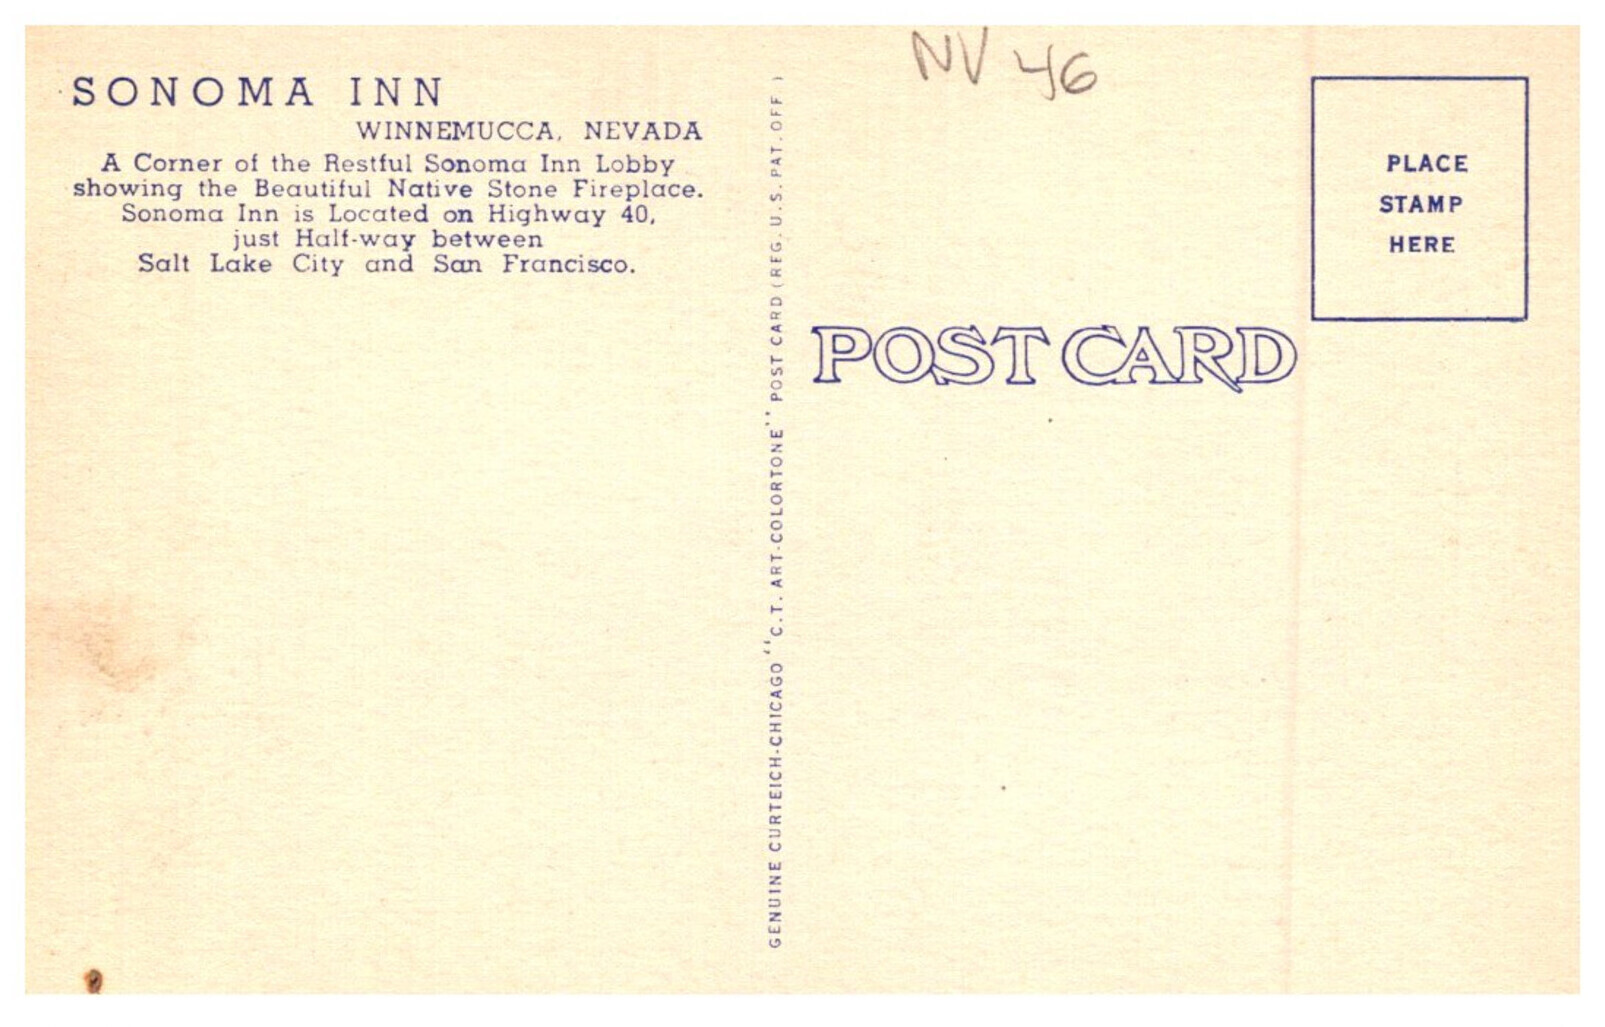 SONOMA INN
WINNEMUCCA, NEVADA
A Corner of the Restful Sonoma Inn Lobby
showing the Beautiful Native Stone Fireplace.
Sonoma Inn is Located on Highway 40,
just Half-way between
Salt Lake City and San Francisco.
GENUINE CURTEICH-CHICAGO "C.T. ART-COLORTONE" POST CARD (REG. U.S. PAT. OFF.)
NV 46
PLACE
STAMP
HERE
POST CARD